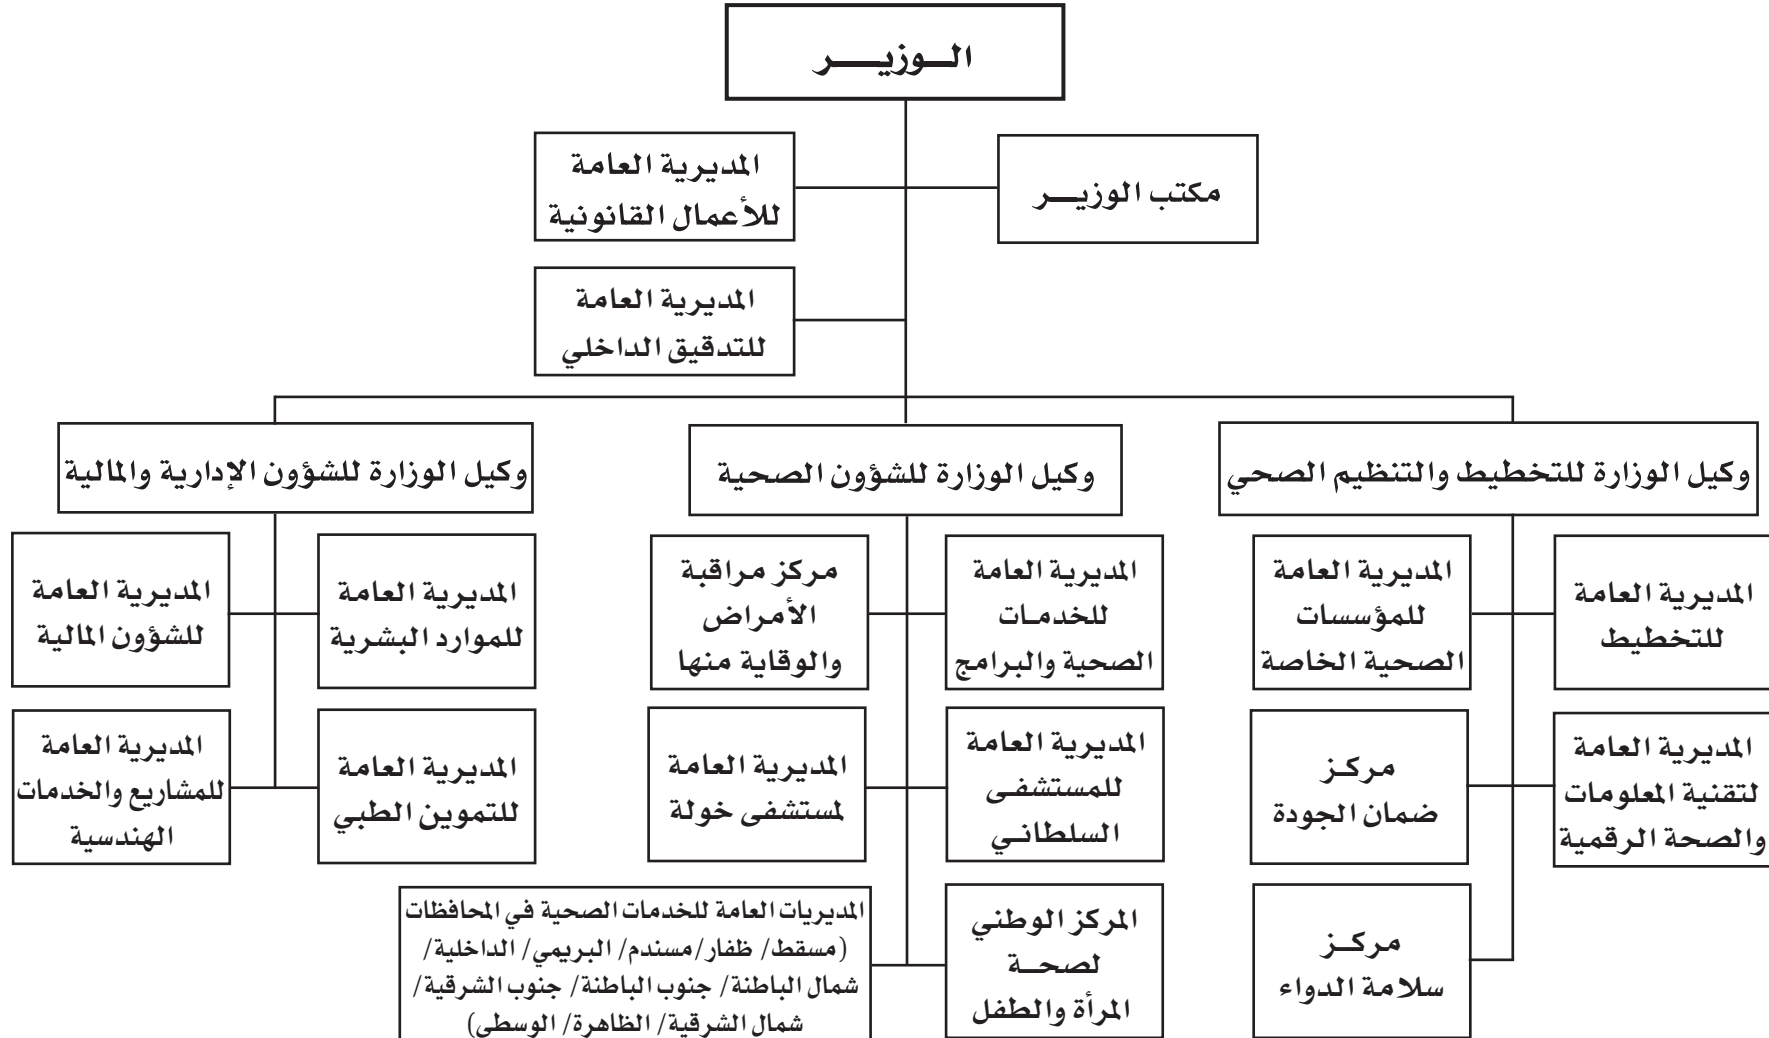 الـــوزيـــــر
مكتب الوزيـــر
المديرية العامة
للأعمال القانونية
المديرية العامة
للتدقيق الداخلي
وكيل الوزارة للتخطيط والتنظيم الصحي
وكيل الوزارة للشؤون الصحية
وكيل الوزارة للشؤون الإدارية والمالية
المديرية العامة
للتخطيط
المديرية العامة
للمؤسسات
الصحية الخاصة
المديرية العامة
لتقنية المعلومات
والصحة الرقمية
مركـز
ضمان الجودة
مركـز
سلامة الدواء
المديرية العامة
للخدمـات
الصحية والبرامج
مركز مراقبة
الأمراض
والوقاية منها
المديرية العامة
للمستشفى
السلطانـي
المديرية العامة
لمستشفى خولة
المركز الوطني
لصحـــة
المرأة والطفل
المديريات العامة للخدمات الصحية في المحافظات
(مسقط/ ظفار/مسندم/ البريمي/ الداخلية/
شمال الباطنة/ جنوب الباطنة/ جنوب الشرقية/
شمال الشرقية/ الظاهرة/ الوسطى)
المديرية العامة
للموارد البشرية
المديرية العامة
للشؤون المالية
المديرية العامة
للتموين الطبي
المديرية العامة
للمشاريع والخدمات
الهندسية